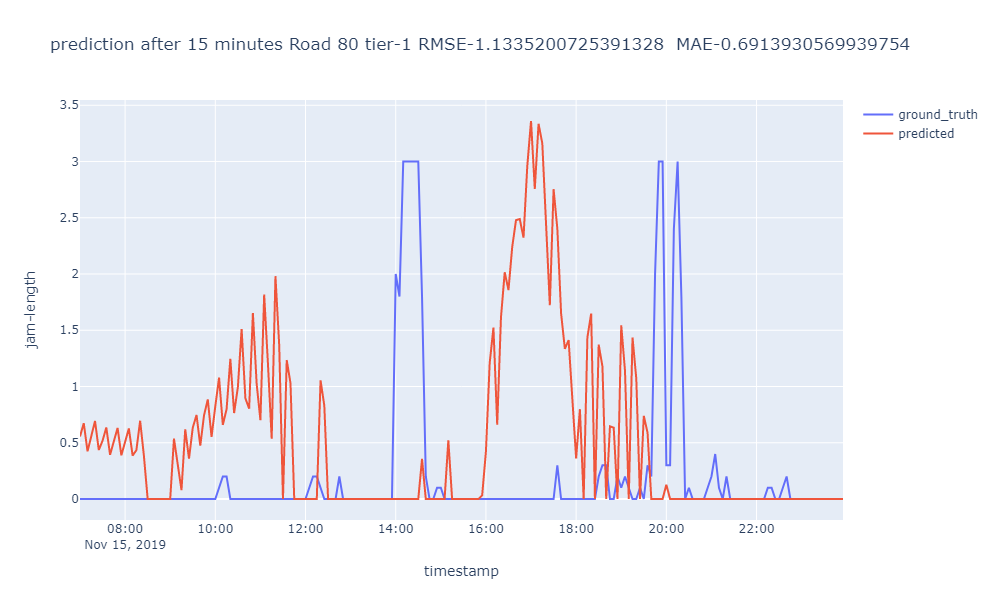 prediction after 15 minutes Road 80 tier-1 RMSE-1.1335200725391328  MAE-0.6913930569939754
ground_truth
predicted
3.5
3
2.5
2
1.5
1
0.5
0
jam-length
08:00 10:00 12:00 14:00 16:00 18:00 20:00 22:00
Nov 15, 2019
timestamp